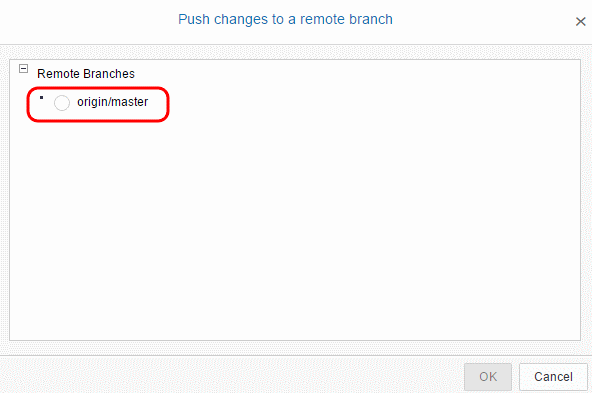 Push changes to a remote branch
Remote Branches
origin/master
OK
Cancel